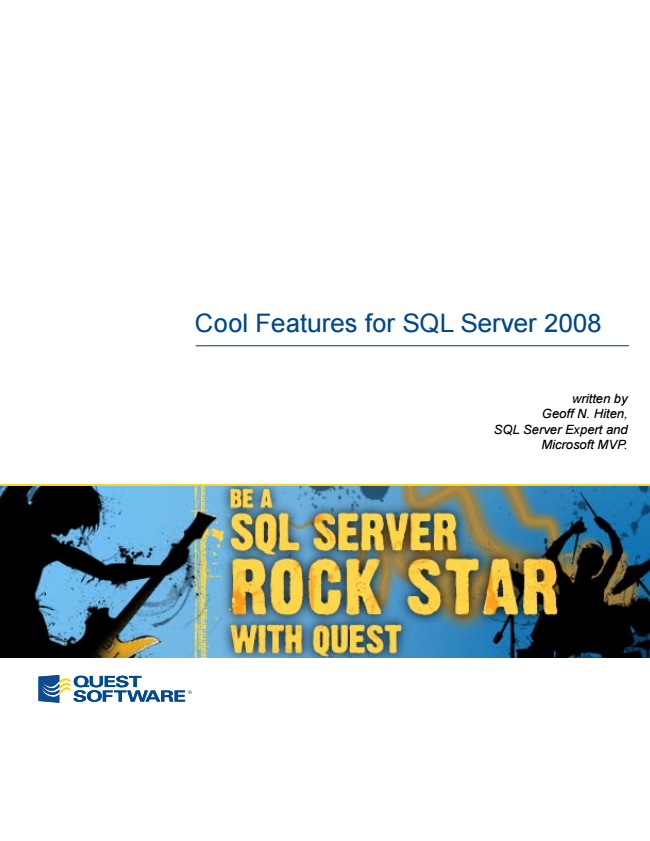 Cool Features for SQL Server 2008
written by
Geoff N. Hiten,
SQL Server Expert and
Microsoft MVP.
BE A
SQL SERVER
ROCK STAR
WITH QUEST
QUEST
SOFTWARE®